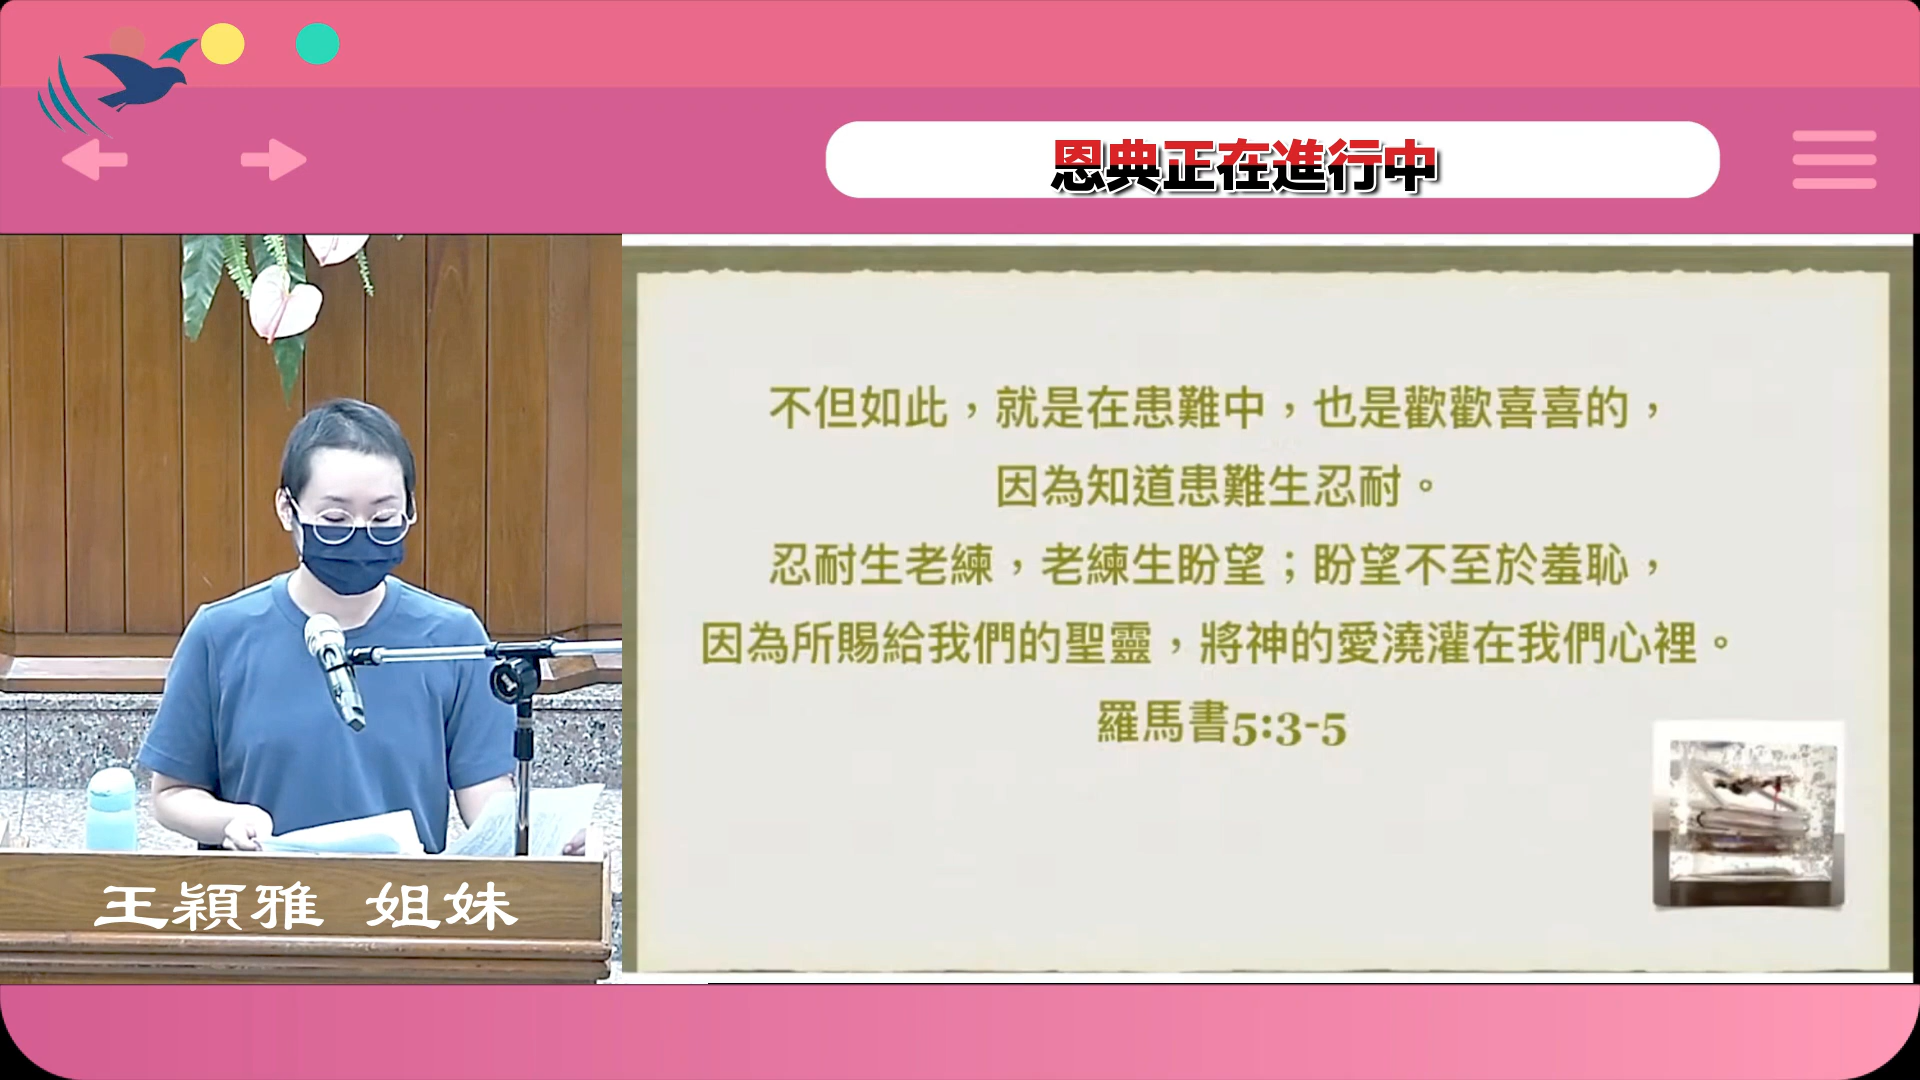 恩典正在進行中
不但如此，就是在患難中，也是歡歡喜喜的，
因為知道患難生忍耐。
忍耐生老練，老練生盼望；盼望不至於羞恥，
因為所賜給我們的聖靈，將神的愛澆灌在我們心裡。
羅馬書5:3-5
王穎雅 姐妹